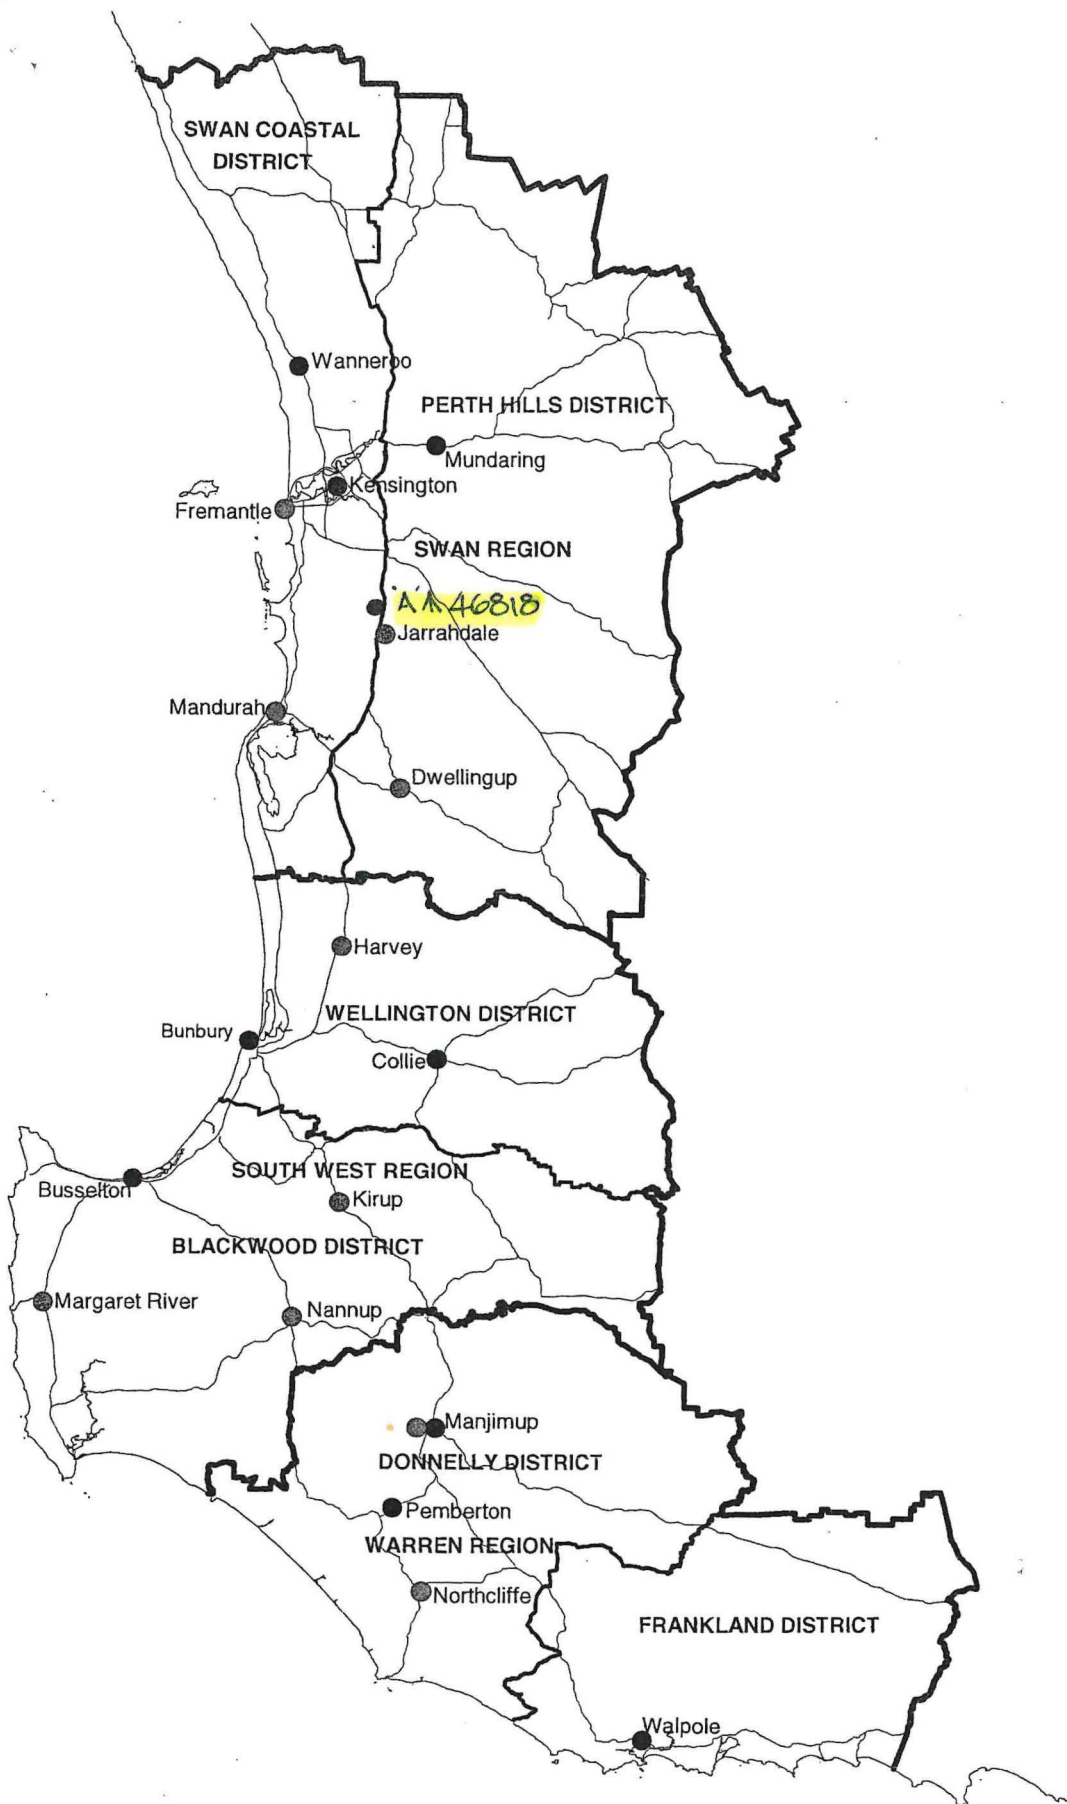 SWAN COASTAL
DISTRICT
Wanneroo
PERTH HILLS DISTRICT
Mundaring
Kensington
Fremantle
SWAN REGION
46818
Jarrahdale
Mandurah
Dwellingup
Harvey
WELLINGTON DISTRICT
Bunbury
Collie
SOUTH WEST REGION
Busselton
Kirup
BLACKWOOD DISTRICT
Margaret River
Nannup
Manjimup
DONNELLY DISTRICT
Pemberton
WARREN REGION
Northcliffe
FRANKLAND DISTRICT
Walpole